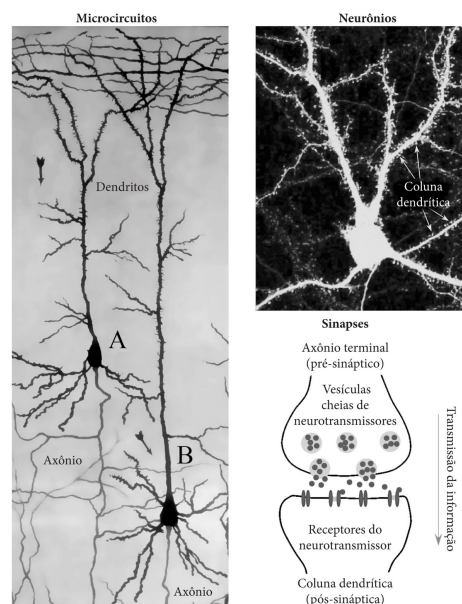 Microcircuitos
Dendritos
A
Axônio
B
Axônio
Neurônios
Coluna
dendrítica
Sinapses
Axônio terminal
(pré-sináptico)
Vesículas
cheias de
neurotransmissores
Transmissão da
informação
Receptores do
neurotransmissor
Coluna dendrítica
(pós-sináptica)